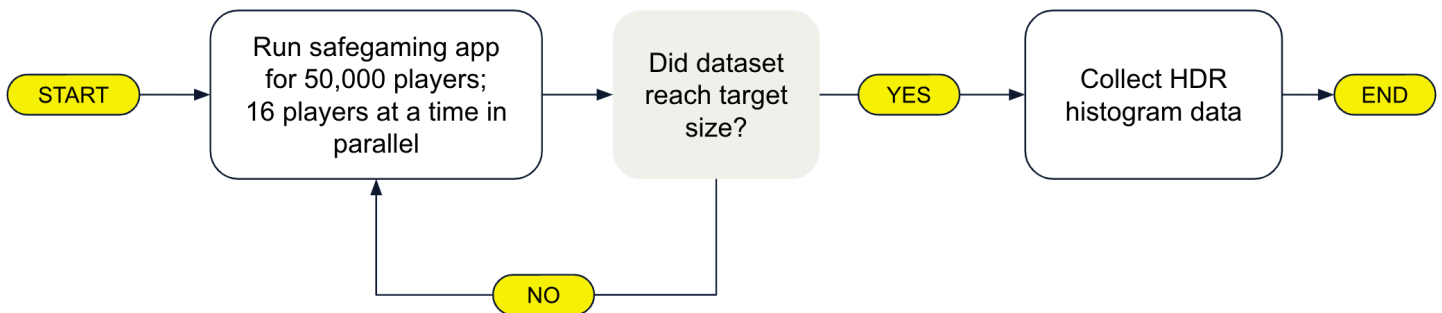 START
Run safegaming app
for 50,000 players;
16 players at a time in
parallel
Did dataset
reach target
size?
YES
Collect HDR
histogram data
END
NO